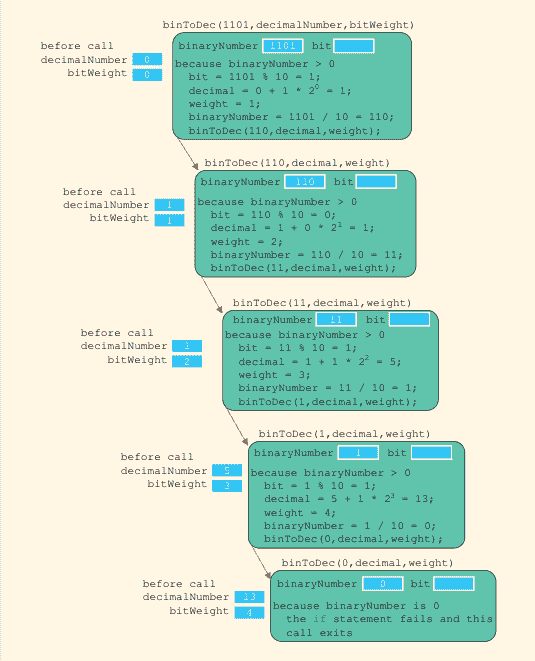 binToDec(1101,decimalNumber,bitWeight)
before call
decimalNumber 0
bitWeight 0
binaryNumber 1101 bit
because binaryNumber > 0
bit = 1101 % 10 = 1;
decimal = 0 + 1 * 2⁰ = 1;
weight = 1;
binaryNumber = 1101 / 10 = 110;
binToDec(110,decimal,weight);
binToDec(110,decimal,weight)
before call
decimalNumber 1
bitWeight 1
binaryNumber 110 bit
because binaryNumber > 0
bit = 110 % 10 = 0;
decimal = 1 + 0 * 2¹ = 1;
weight = 2;
binaryNumber = 110 / 10 = 11;
binToDec(11,decimal,weight);
binToDec(11,decimal,weight)
before call
decimalNumber 1
bitWeight 2
binaryNumber 11 bit
because binaryNumber > 0
bit = 11 % 10 = 1;
decimal = 1 + 1 * 2² = 5;
weight = 3;
binaryNumber = 11 / 10 = 1;
binToDec(1,decimal,weight);
binToDec(1,decimal,weight)
before call
decimalNumber 5
bitWeight 3
binaryNumber 1 bit
because binaryNumber > 0
bit = 1 % 10 = 1;
decimal = 5 + 1 * 2³ = 13;
weight = 4;
binaryNumber = 1 / 10 = 0;
binToDec(0,decimal,weight);
binToDec(0,decimal,weight)
before call
decimalNumber 13
bitWeight 4
binaryNumber 0 bit
because binaryNumber is 0
the if statement fails and this
call exits